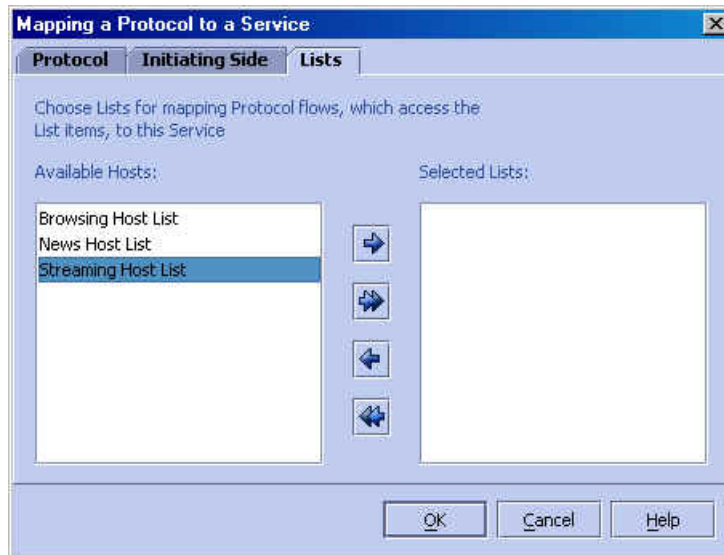 Mapping a Protocol to a Service
Protocol Initiating Side Lists
Choose Lists for mapping Protocol flows, which access the
List items, to this Service
Available Hosts: Selected Lists:
Browsing Host List
News Host List
Streaming Host List
OK Cancel Help